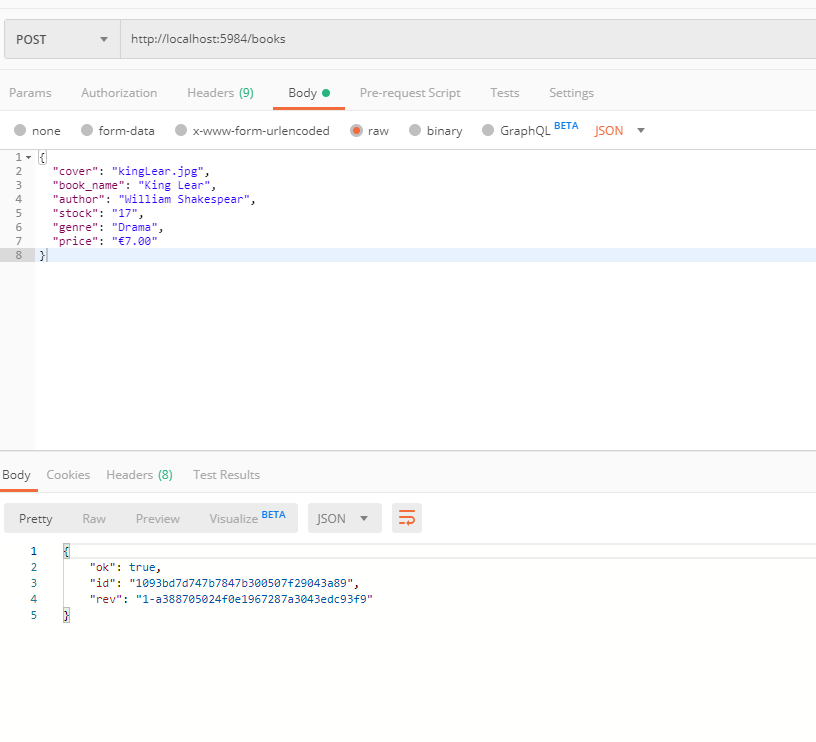 POST http://localhost:5984/books
Params Authorization Headers (9) Body Pre-request Script Tests Settings
none form-data x-www-form-urlencoded raw binary GraphQL BETA JSON
1 {
2 "cover": "kingLear.jpg",
3 "book_name": "King Lear",
4 "author": "William Shakespear",
5 "stock": "17",
6 "genre": "Drama",
7 "price": "€7.00"
8 }
Body Cookies Headers (8) Test Results
Pretty Raw Preview Visualize BETA JSON
1 {
2 "ok": true,
3 "id": "1093bd7d747b7847b300507f29043a89",
4 "rev": "1-a388705024f0e1967287a3043edc93f9"
5 }